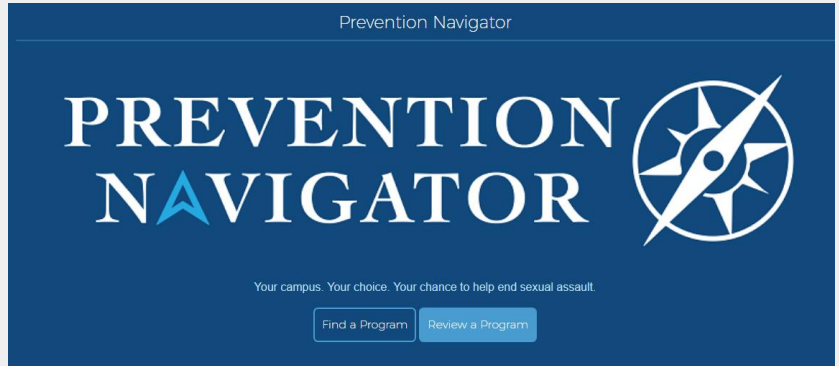 Prevention Navigator
PREVENTION
NAVIGATOR
Your campus. Your choice. Your chance to help end sexual assault.
Find a Program Review a Program